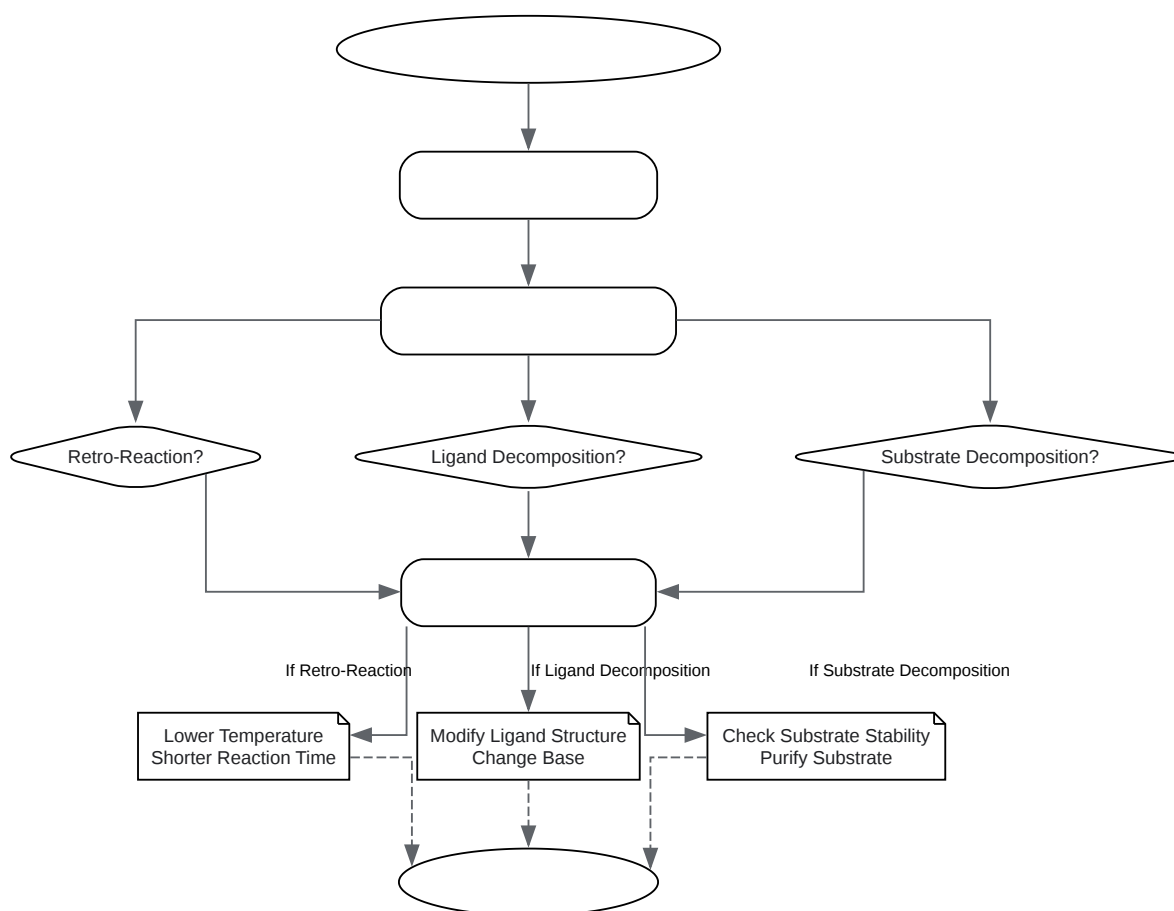 Retro-Reaction?
Ligand Decomposition?
Substrate Decomposition?
If Retro-Reaction
If Ligand Decomposition
If Substrate Decomposition
Lower Temperature
Shorter Reaction Time
Modify Ligand Structure
Change Base
Check Substrate Stability
Purify Substrate